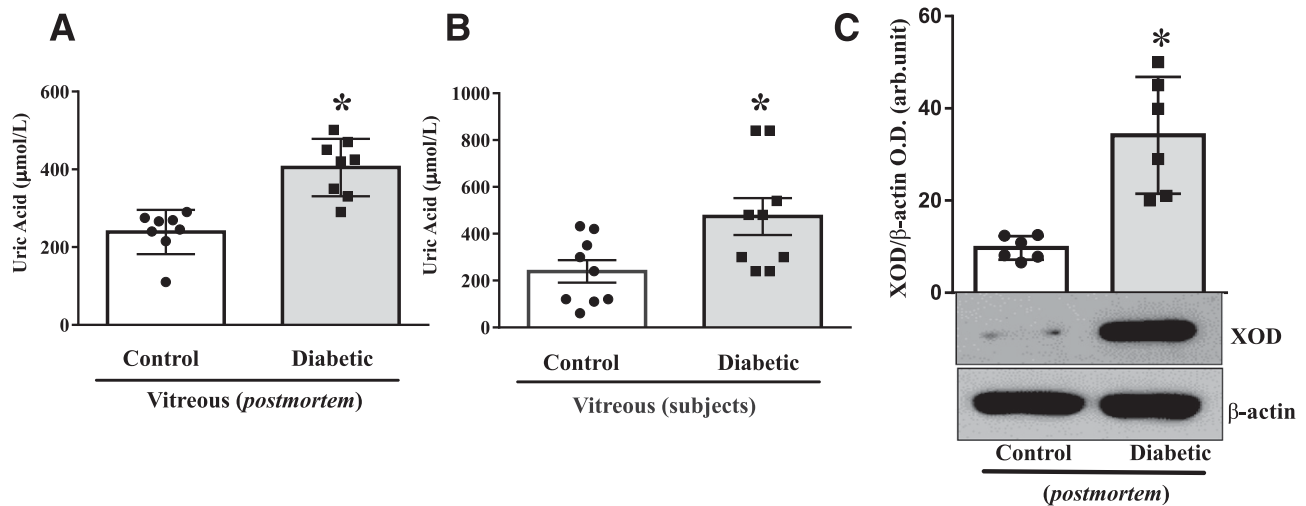 A
Uric Acid (μmol/L)
600
400
200
0
*
Control Diabetic
Vitreous (postmortem)
B
Uric Acid (μmol/L)
1000
800
600
400
200
0
*
Control Diabetic
Vitreous (subjects)
C
XOD/β-actin O.D. (arb.unit)
60
40
20
0
*
XOD
β-actin
Control Diabetic
(postmortem)